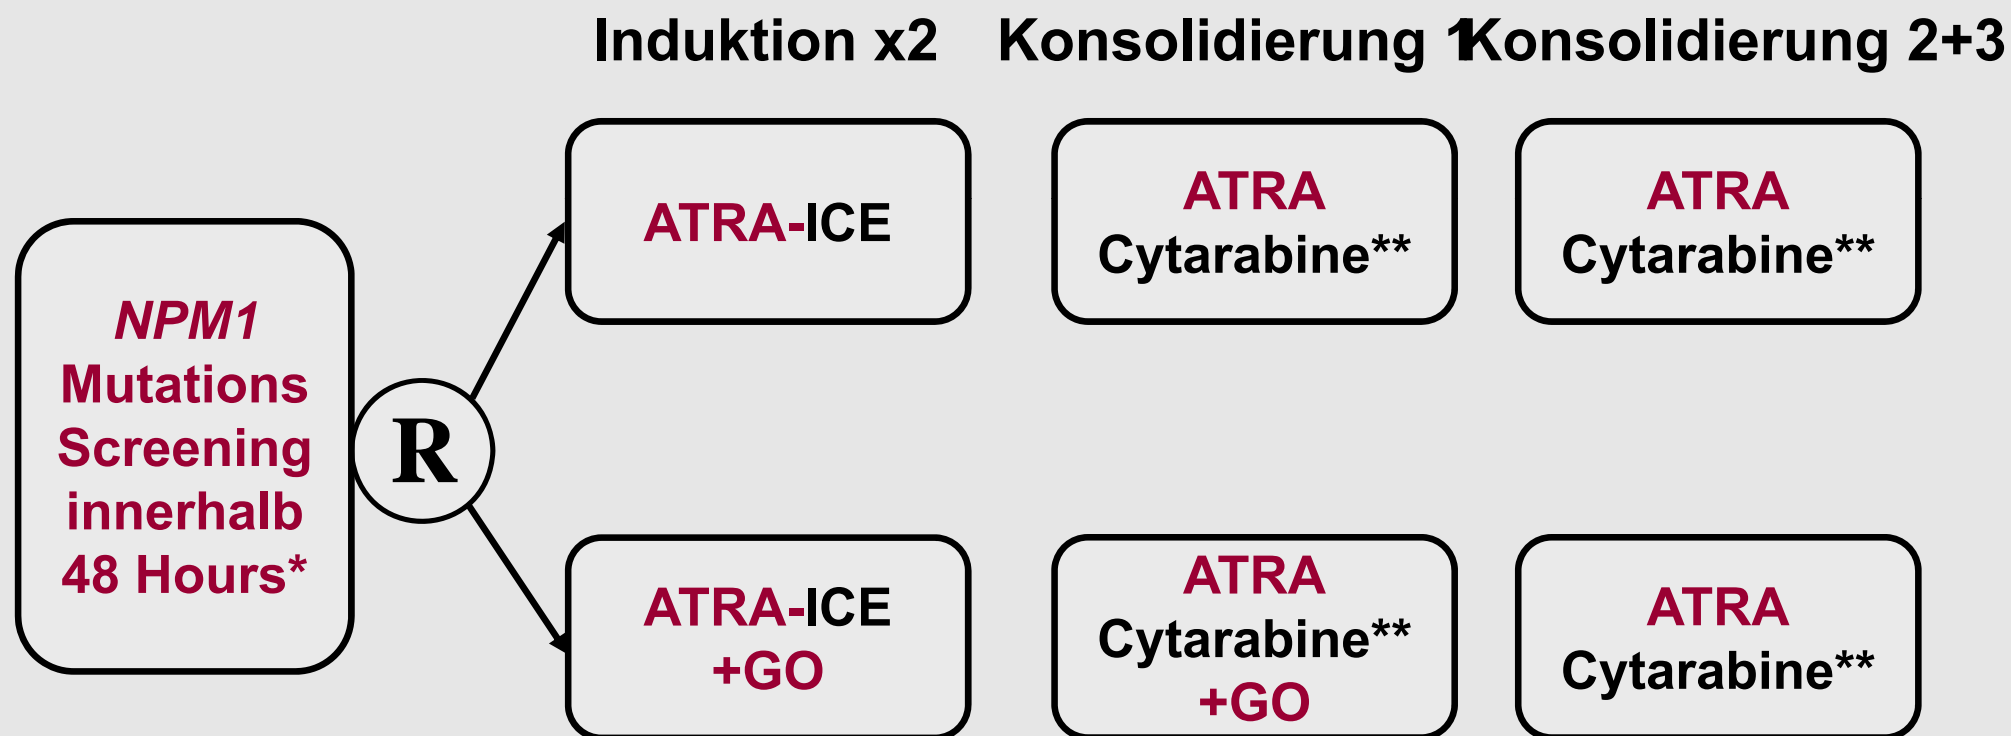 Induktion x2
Konsolidierung 1
Konsolidierung 2+3
NPM1
Mutations
Screening
innerhalb
48 Hours*
R
ATRA-ICE
ATRA
Cytarabine**
ATRA
Cytarabine**
ATRA-ICE
+GO
ATRA
Cytarabine**
+GO
ATRA
Cytarabine**